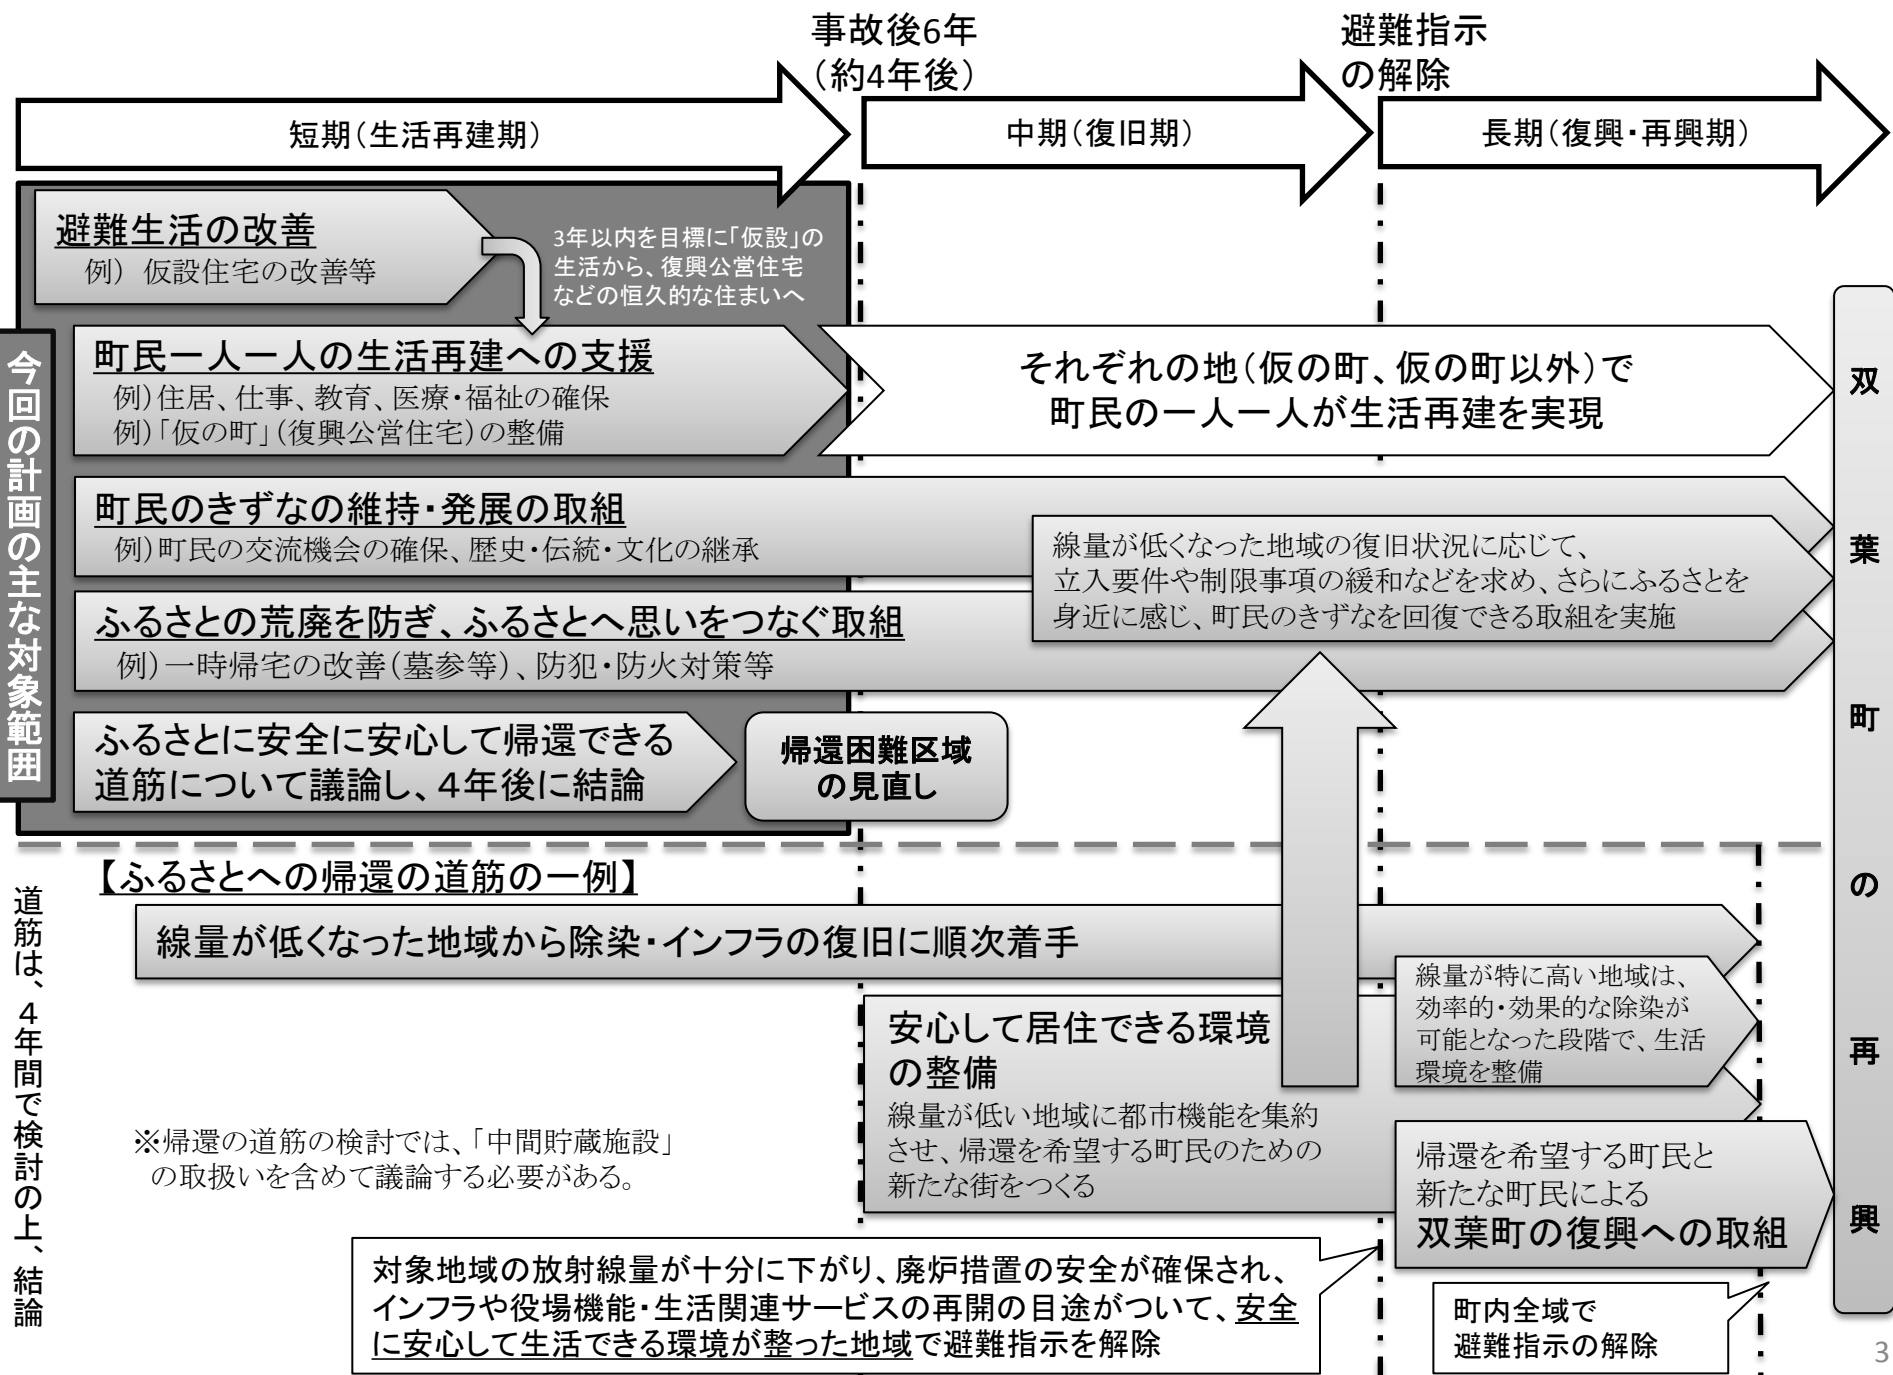 事故後6年
（約4年後）
避難指示
の解除
短期（生活再建期）
中期（復旧期）
長期（復興・再興期）
今回の計画の主な対象範囲
避難生活の改善
例） 仮設住宅の改善等
3年以内を目標に「仮設」の
生活から、復興公営住宅
などの恒久的な住まいへ
町民一人一人の生活再建への支援
例）住居、仕事、教育、医療・福祉の確保
例）「仮の町」（復興公営住宅）の整備
それぞれの地（仮の町、仮の町以外）で
町民の一人一人が生活再建を実現
町民のきずなの維持・発展の取組
例）町民の交流機会の確保、歴史・伝統・文化の継承
線量が低くなった地域の復旧状況に応じて、
立入要件や制限事項の緩和などを求め、さらにふるさとを
身近に感じ、町民のきずなを回復できる取組を実施
ふるさとの荒廃を防ぎ、ふるさとへ思いをつなぐ取組
例）一時帰宅の改善（墓参等）、防犯・防火対策等
ふるさとに安全に安心して帰還できる
道筋について議論し、４年後に結論
帰還困難区域
の見直し
双葉町の再興
道筋は、４年間で検討の上、結論
【ふるさとへの帰還の道筋の一例】
線量が低くなった地域から除染・インフラの復旧に順次着手
線量が特に高い地域は、
効率的・効果的な除染が
可能となった段階で、生活
環境を整備
安心して居住できる環境
の整備
線量が低い地域に都市機能を集約
させ、帰還を希望する町民のための
新たな街をつくる
※帰還の道筋の検討では、「中間貯蔵施設」
の取扱いを含めて議論する必要がある。
帰還を希望する町民と
新たな町民による
双葉町の復興への取組
対象地域の放射線量が十分に下がり、廃炉措置の安全が確保され、
インフラや役場機能・生活関連サービスの再開の目途がついて、安全
に安心して生活できる環境が整った地域で避難指示を解除
町内全域で
避難指示の解除
3